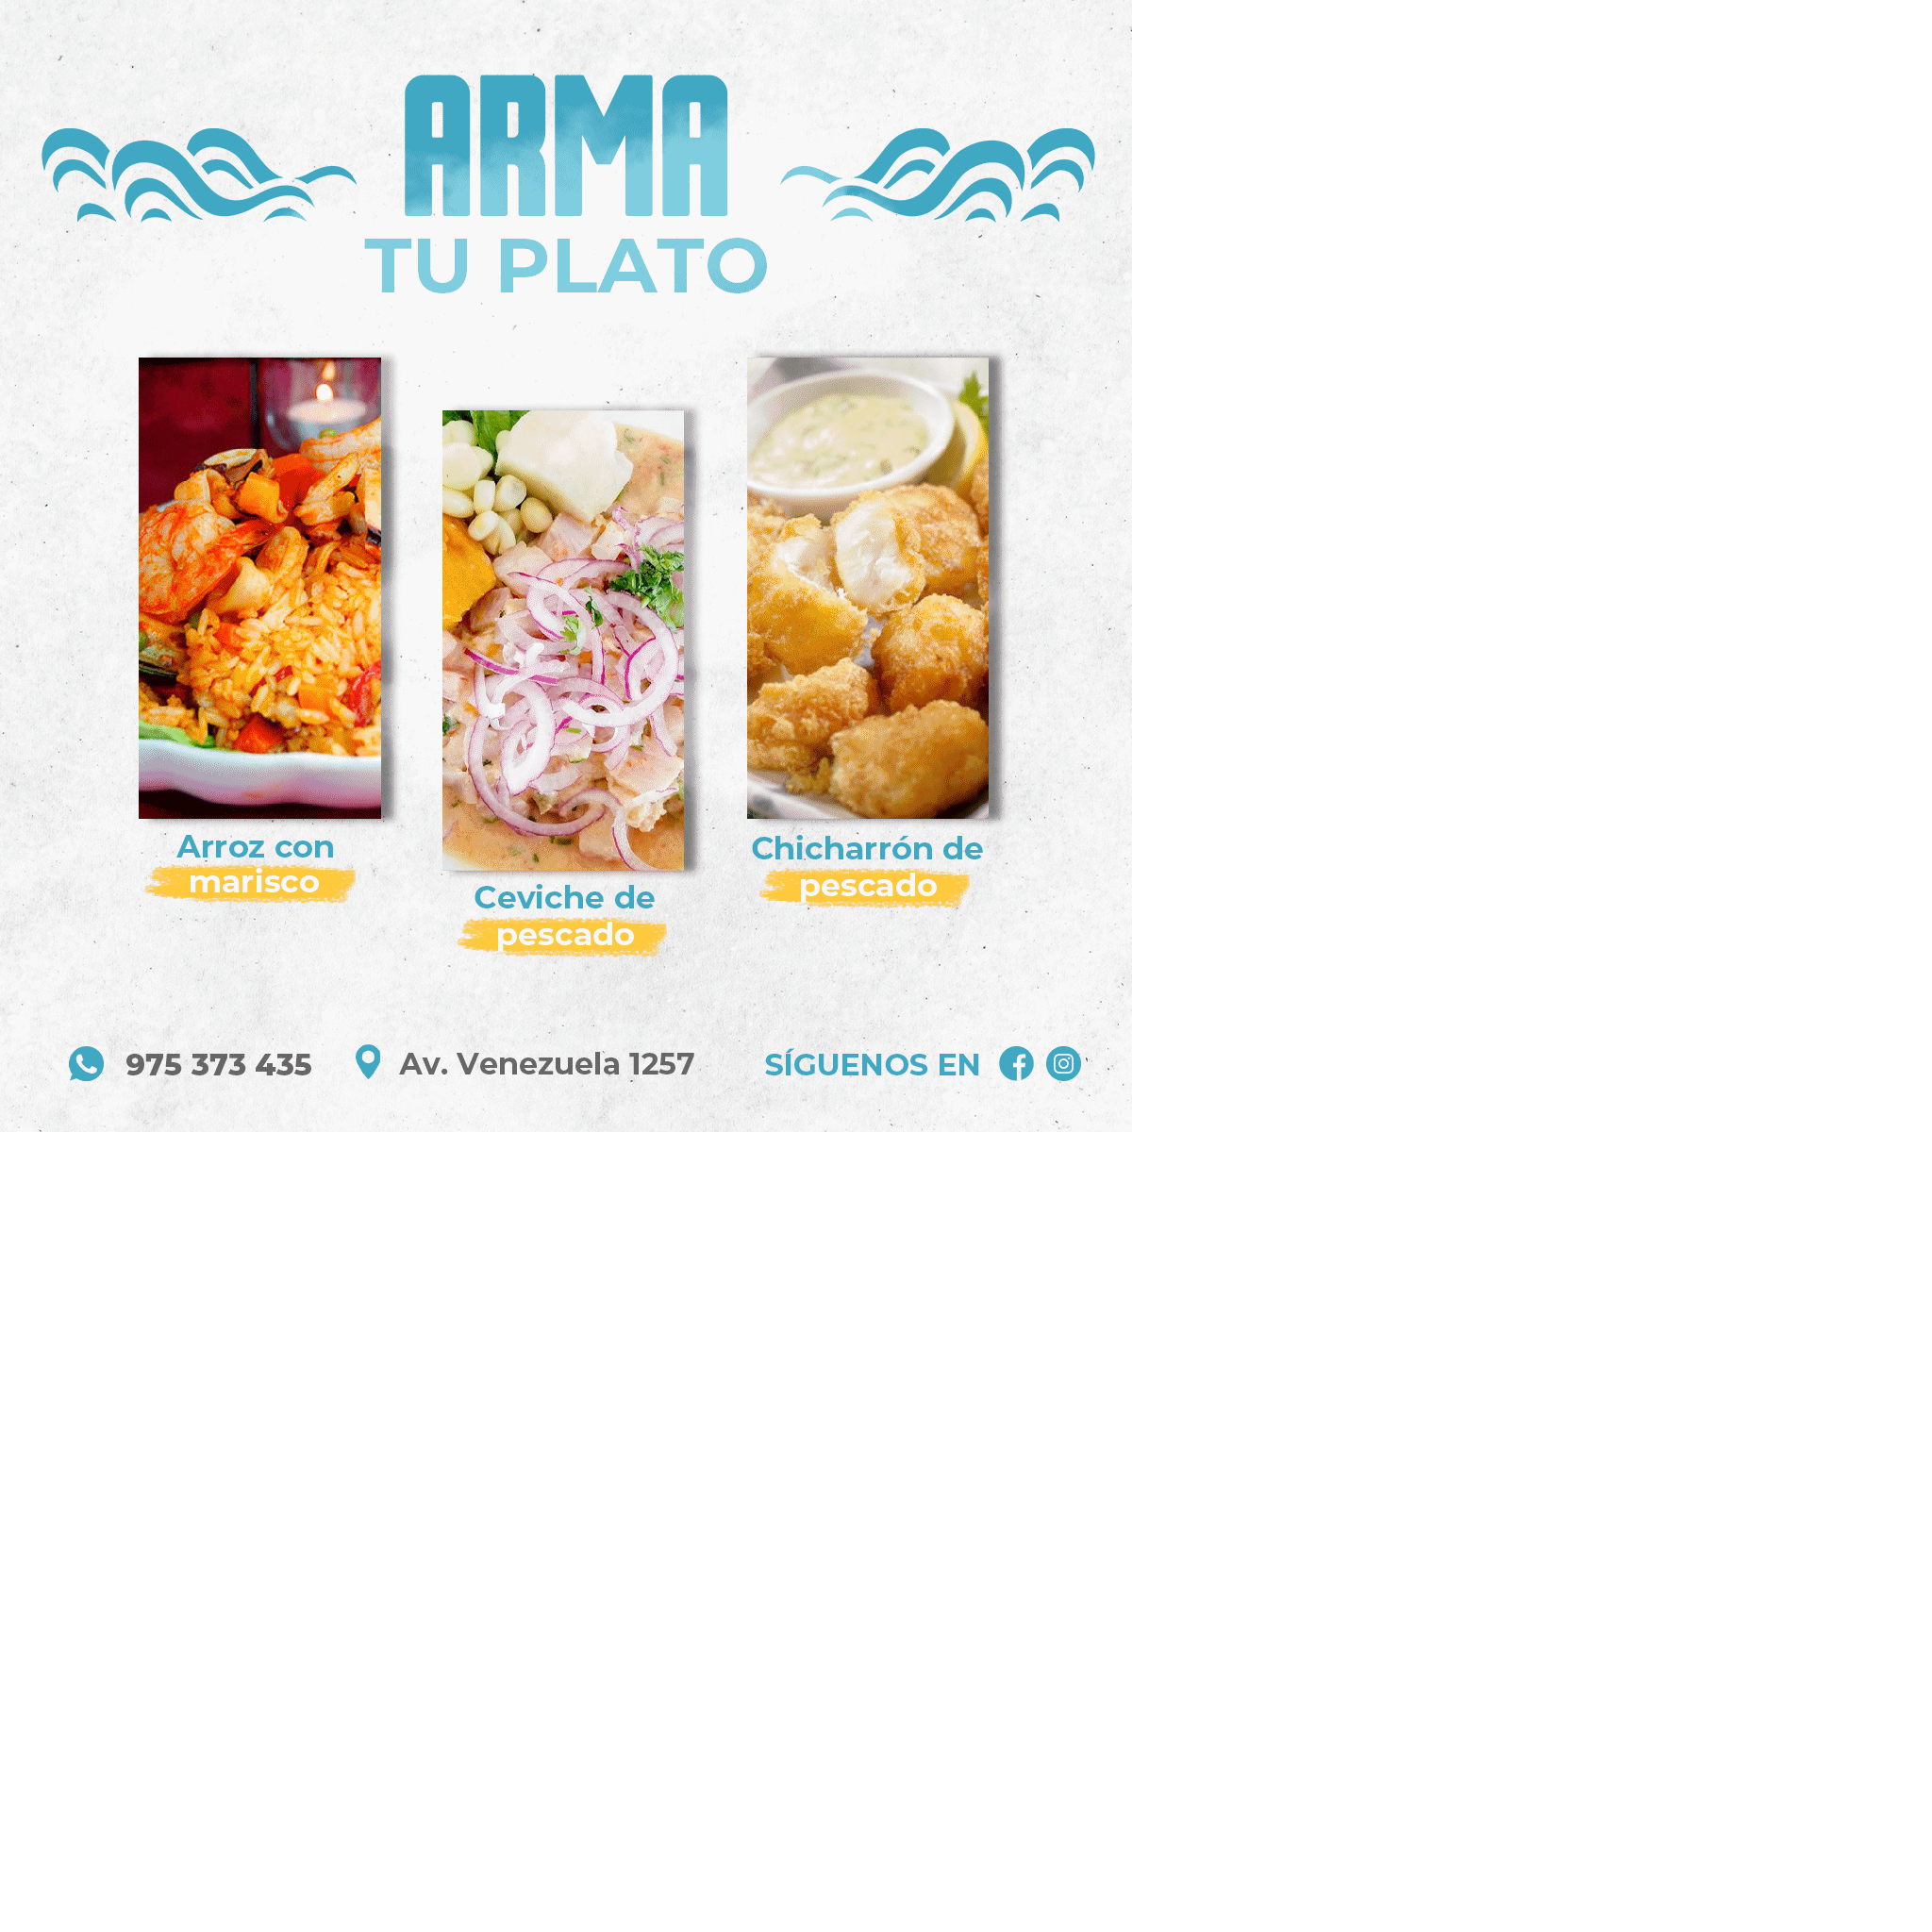 ARMA
TU PLATO
Arroz con
marisco
Ceviche de
pescado
Chicharrón de
pescado
975 373 435
Av. Venezuela 1257
SÍGUENOS EN